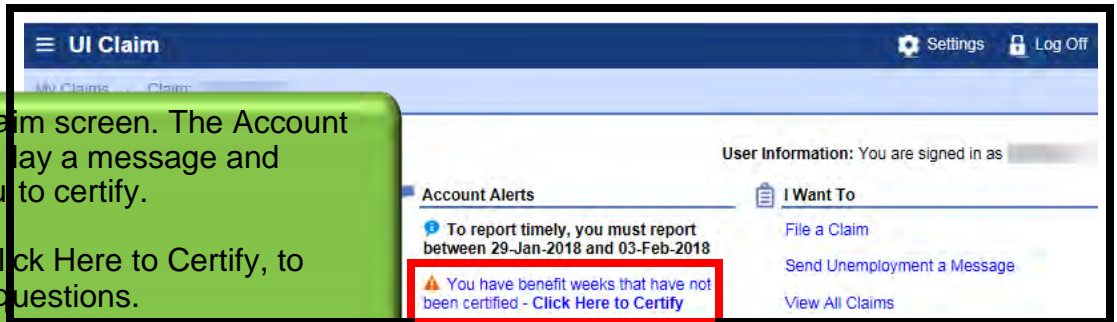 UI Claim
Settings
Log Off
My Claims
Claim:
aim screen. The Account
lay a message and
to certify.
ck Here to Certify, to
questions.
User Information: You are signed in as
Account Alerts
To report timely, you must report
between 29-Jan-2018 and 03-Feb-2018
You have benefit weeks that have not
been certified - Click Here to Certify
I Want To
File a Claim
Send Unemployment a Message
View All Claims